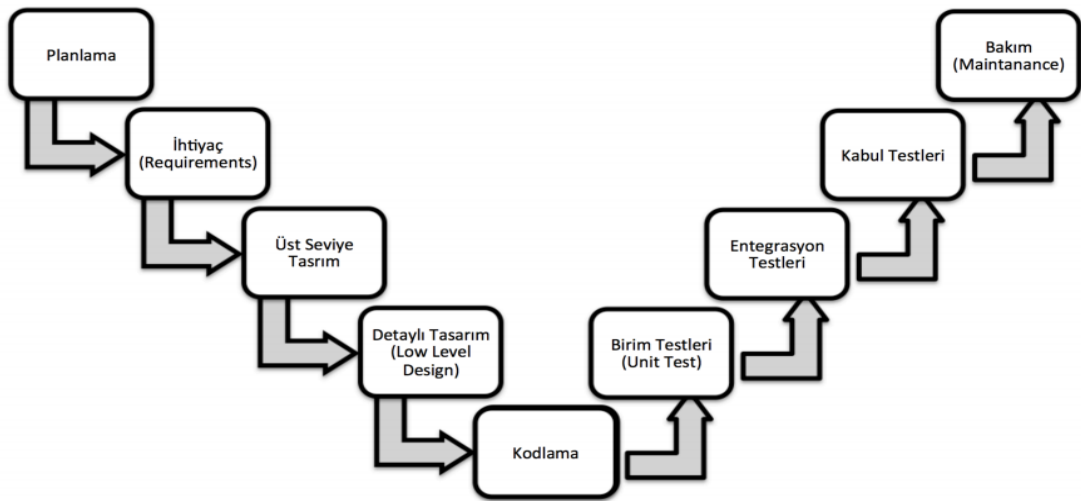 Planlama
İhtiyaç
(Requirements)
Üst Seviye
Tasrım
Detaylı Tasarım
(Low Level
Design)
Kodlama
Birim Testleri
(Unit Test)
Entegrasyon
Testleri
Kabul Testleri
Bakım
(Maintanance)